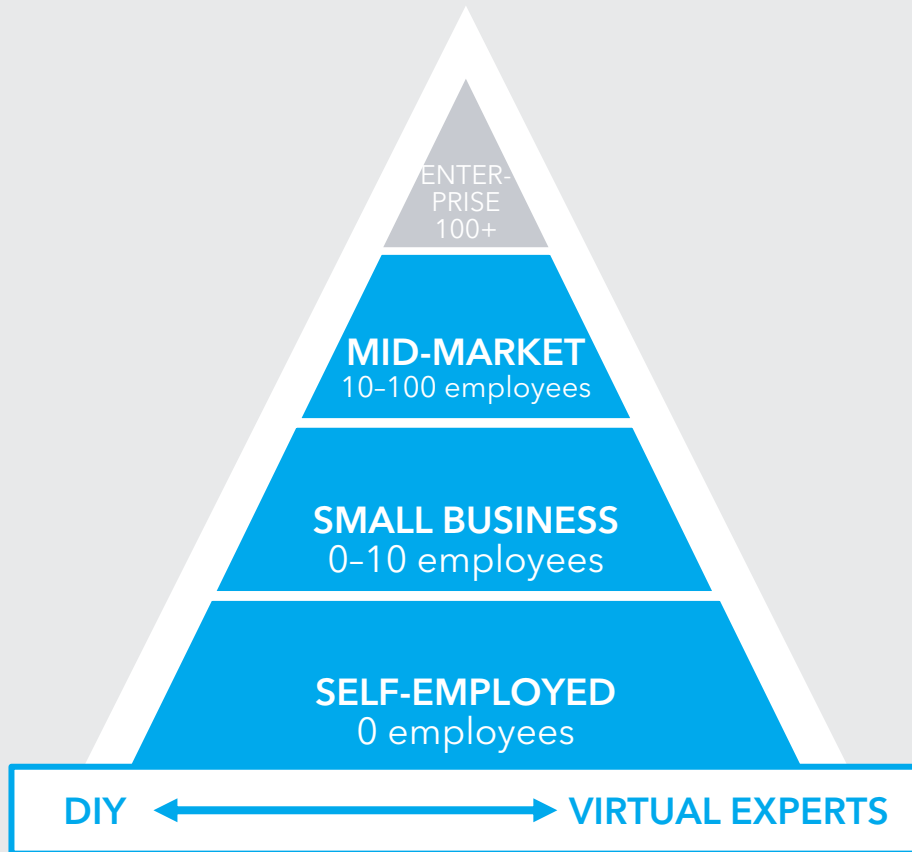 ENTER-
PRISE
100+
MID-MARKET
10–100 employees
SMALL BUSINESS
0–10 employees
SELF-EMPLOYED
0 employees
DIY VIRTUAL EXPERTS